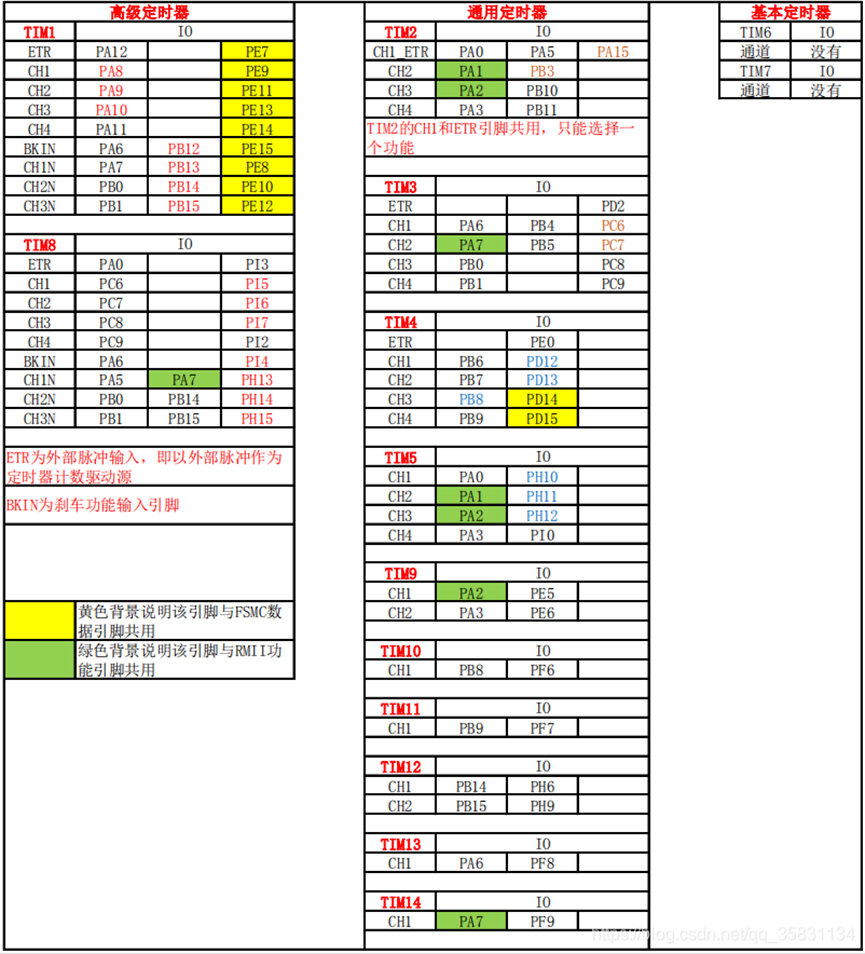 高级定时器
TIM1 IO
ETR PA12 PE7
CH1 PA8 PE9
CH2 PA9 PE11
CH3 PA10 PE13
CH4 PA11 PE14
BKIN PA6 PB12 PE15
CH1N PA7 PB13 PE8
CH2N PB0 PB14 PE10
CH3N PB1 PB15 PE12
TIM8 IO
ETR PA0 PI3
CH1 PC6 PI5
CH2 PC7 PI6
CH3 PC8 PI7
CH4 PC9 PI2
BKIN PA6 PI4
CH1N PA5 PA7 PH13
CH2N PB0 PB14 PH14
CH3N PB1 PB15 PH15
ETR为外部脉冲输入，即以外部脉冲作为
定时器计数驱动源
BKIN为刹车功能输入引脚
黄色背景说明该引脚与FSMC数
据引脚共用
绿色背景说明该引脚与RMII功
能引脚共用
通用定时器
TIM2 IO
CH1_ETR PA0 PA5 PA15
CH2 PA1 PB3
CH3 PA2 PB10
CH4 PA3 PB11
TIM2的CH1和ETR引脚共用，只能选择一
个功能
TIM3 IO
ETR PD2
CH1 PA6 PB4 PC6
CH2 PA7 PB5 PC7
CH3 PB0 PC8
CH4 PB1 PC9
TIM4 IO
ETR PE0
CH1 PB6 PD12
CH2 PB7 PD13
CH3 PB8 PD14
CH4 PB9 PD15
TIM5 IO
CH1 PA0 PH10
CH2 PA1 PH11
CH3 PA2 PH12
CH4 PA3 PI0
TIM9 IO
CH1 PA2 PE5
CH2 PA3 PE6
TIM10 IO
CH1 PB8 PF6
TIM11 IO
CH1 PB9 PF7
TIM12 IO
CH1 PB14 PH6
CH2 PB15 PH9
TIM13 IO
CH1 PA6 PF8
TIM14 IO
CH1 PA7 PF9
基本定时器
TIM6 IO
通道 没有
TIM7 IO
通道 没有
https://blog.csdn.net/qq_35831134